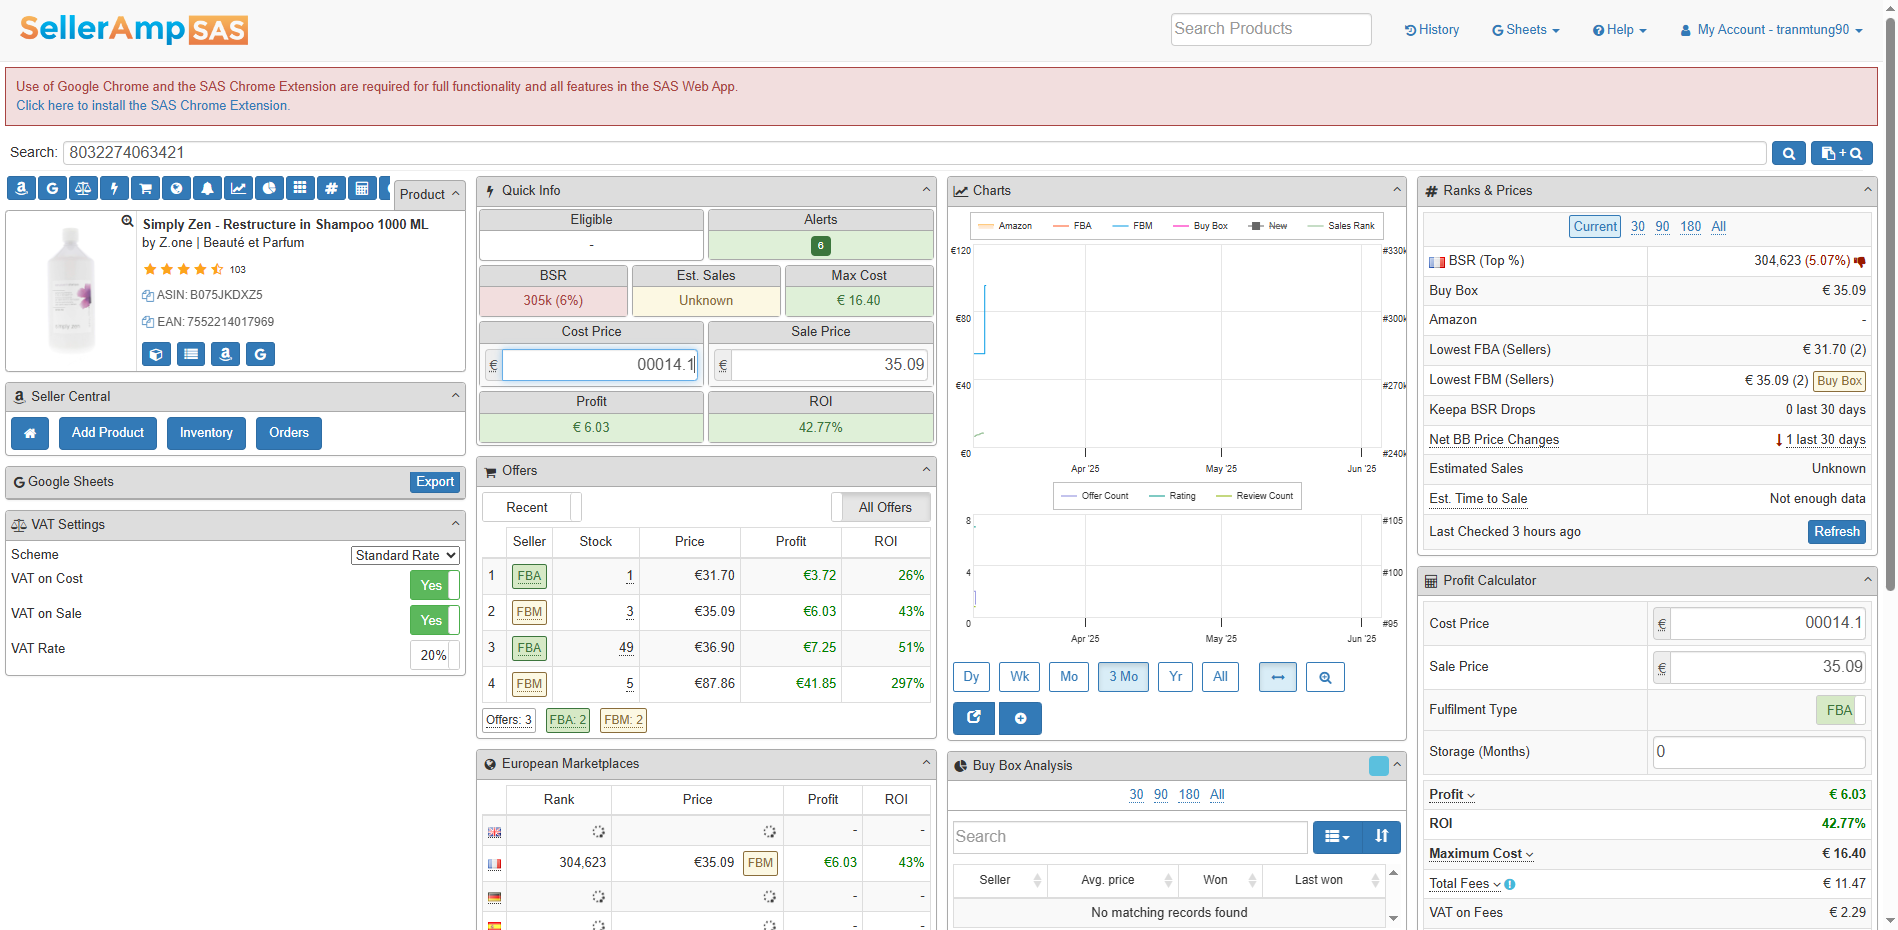 SellerAmp SAS
Search Products
History
Sheets
Help
My Account - tranmtung90
Use of Google Chrome and the SAS Chrome Extension are required for full functionality and all features in the SAS Web App.
Click here to install the SAS Chrome Extension.
Search: 8032274063421
Product
Simply Zen - Restructure in Shampoo 1000 ML
by Z.one | Beauté et Parfum
103
ASIN: B075JKDXZ5
EAN: 7552214017969
Seller Central
Add Product Inventory Orders
Google Sheets Export
VAT Settings
Scheme Standard Rate
VAT on Cost Yes
VAT on Sale Yes
VAT Rate 20%
Quick Info
Eligible Alerts
- 6
BSR Est. Sales Max Cost
305k (6%) Unknown € 16.40
Cost Price Sale Price
€ 00014.1 € 35.09
Profit ROI
€ 6.03 42.77%
Offers
Recent All Offers
Seller Stock Price Profit ROI
1 FBA 1 €31.70 €3.72 26%
2 FBM 3 €35.09 €6.03 43%
3 FBA 49 €36.90 €7.25 51%
4 FBM 5 €87.86 €41.85 297%
Offers: 3 FBA: 2 FBM: 2
European Marketplaces
Rank Price Profit ROI
- -
304,623 €35.09 FBM €6.03 43%
- -
- -
Charts
Amazon FBA FBM Buy Box New Sales Rank
€120 #330k
€80 #300k
€40 #270k
€0 #240k
Apr '25 May '25 Jun '25
Offer Count Rating Review Count
8 #105
4 #100
0 #95
Apr '25 May '25 Jun '25
Dy Wk Mo 3 Mo Yr All
Buy Box Analysis
30 90 180 All
Search
Seller Avg. price Won Last won
No matching records found
Ranks & Prices
Current 30 90 180 All
BSR (Top %) 304,623 (5.07%)
Buy Box € 35.09
Amazon -
Lowest FBA (Sellers) € 31.70 (2)
Lowest FBM (Sellers) € 35.09 (2) Buy Box
Keepa BSR Drops 0 last 30 days
Net BB Price Changes 1 last 30 days
Estimated Sales Unknown
Est. Time to Sale Not enough data
Last Checked 3 hours ago Refresh
Profit Calculator
Cost Price € 00014.1
Sale Price € 35.09
Fulfilment Type FBA
Storage (Months) 0
Profit € 6.03
ROI 42.77%
Maximum Cost € 16.40
Total Fees € 11.47
VAT on Fees € 2.29